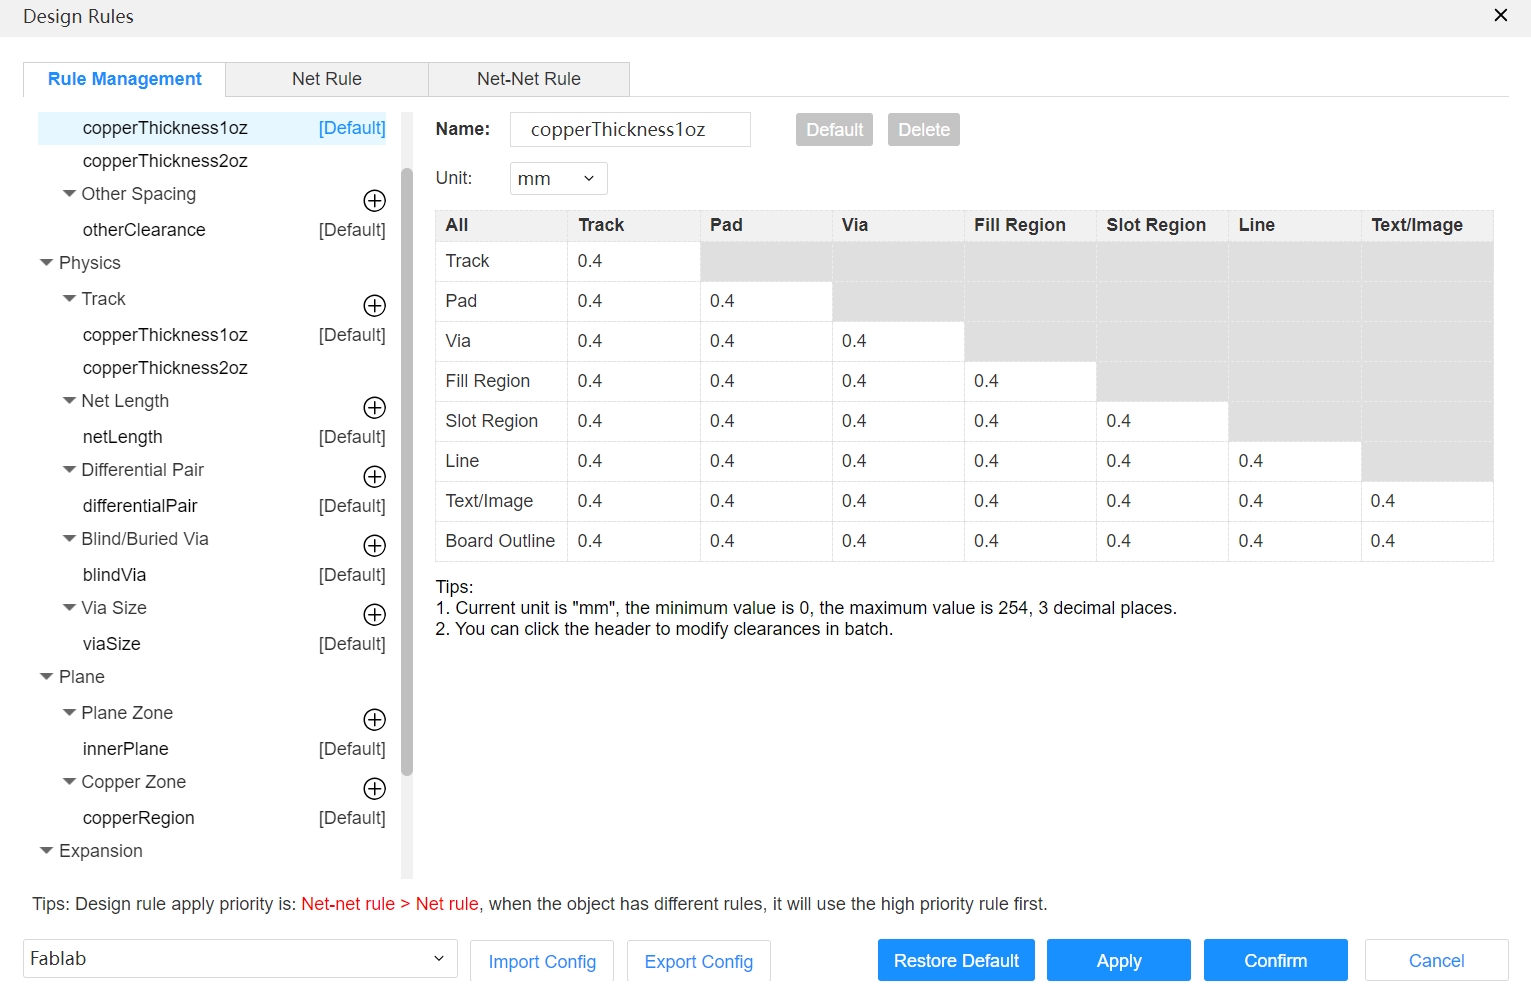 Design Rules
Rule Management Net Rule Net-Net Rule
copperThickness1oz [Default]
copperThickness2oz
Other Spacing
otherClearance [Default]
Physics
Track
copperThickness1oz [Default]
copperThickness2oz
Net Length
netLength [Default]
Differential Pair
differentialPair [Default]
Blind/Buried Via
blindVia [Default]
Via Size
viaSize [Default]
Plane
Plane Zone
innerPlane [Default]
Copper Zone
copperRegion [Default]
Expansion
Name: copperThickness1oz Default Delete
Unit: mm
All Track Pad Via Fill Region Slot Region Line Text/Image
Track 0.4
Pad 0.4 0.4
Via 0.4 0.4 0.4
Fill Region 0.4 0.4 0.4 0.4
Slot Region 0.4 0.4 0.4 0.4 0.4
Line 0.4 0.4 0.4 0.4 0.4 0.4
Text/Image 0.4 0.4 0.4 0.4 0.4 0.4 0.4
Board Outline 0.4 0.4 0.4 0.4 0.4 0.4 0.4
Tips:
1. Current unit is "mm", the minimum value is 0, the maximum value is 254, 3 decimal places.
2. You can click the header to modify clearances in batch.
Tips: Design rule apply priority is: Net-net rule > Net rule, when the object has different rules, it will use the high priority rule first.
Fablab Import Config Export Config Restore Default Apply Confirm Cancel